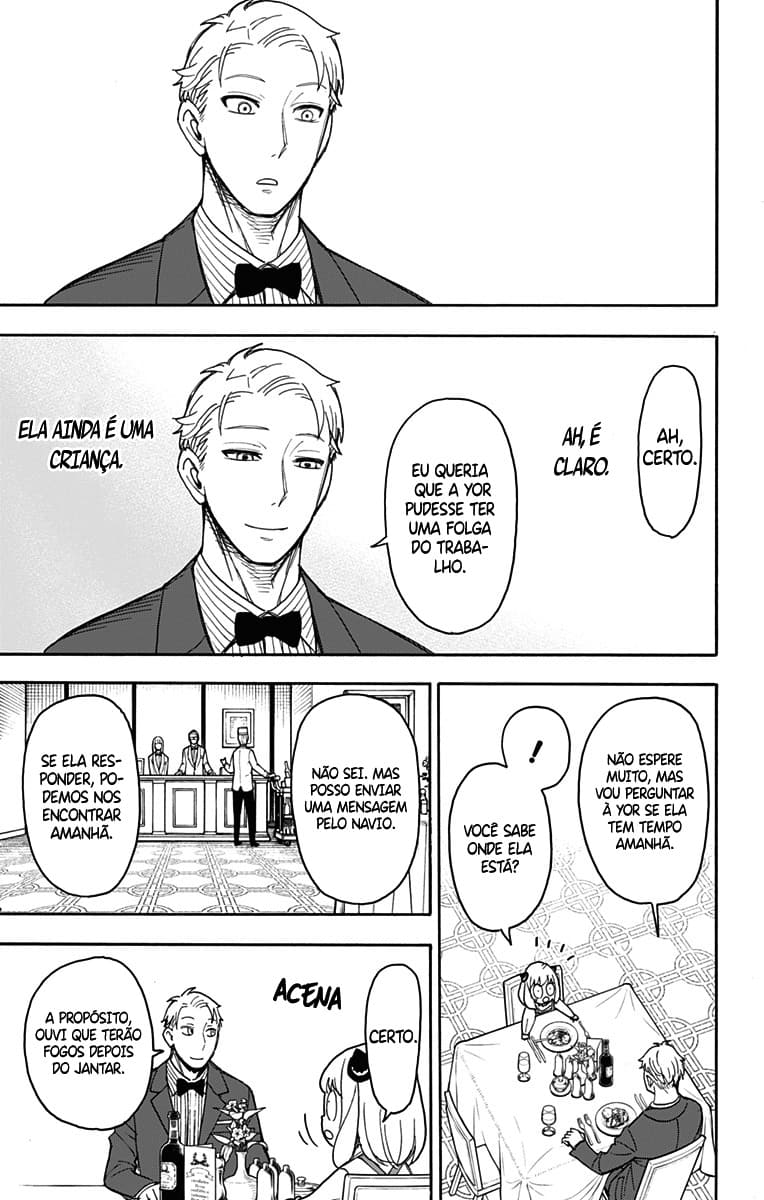 AH,
CERTO.
AH, É
CLARO.
EU QUERIA
QUE A YOR
PUDESSE TER
UMA FOLGA
DO TRABA-
LHO.
ELA AINDA É UMA
CRIANÇA.
NÃO ESPERE
MUITO, MAS
VOU PERGUNTAR
À YOR SE ELA
TEM TEMPO
AMANHÃ.
!
VOCÊ SABE
ONDE ELA
ESTÁ?
NÃO SEI. MAS
POSSO ENVIAR
UMA MENSAGEM
PELO NAVIO.
SE ELA RES-
PONDER, PO-
DEMOS NOS
ENCONTRAR
AMANHÃ.
CERTO.
ACENA
A PROPÓSITO,
OUVI QUE TERÃO
FOGOS DEPOIS
DO JANTAR.